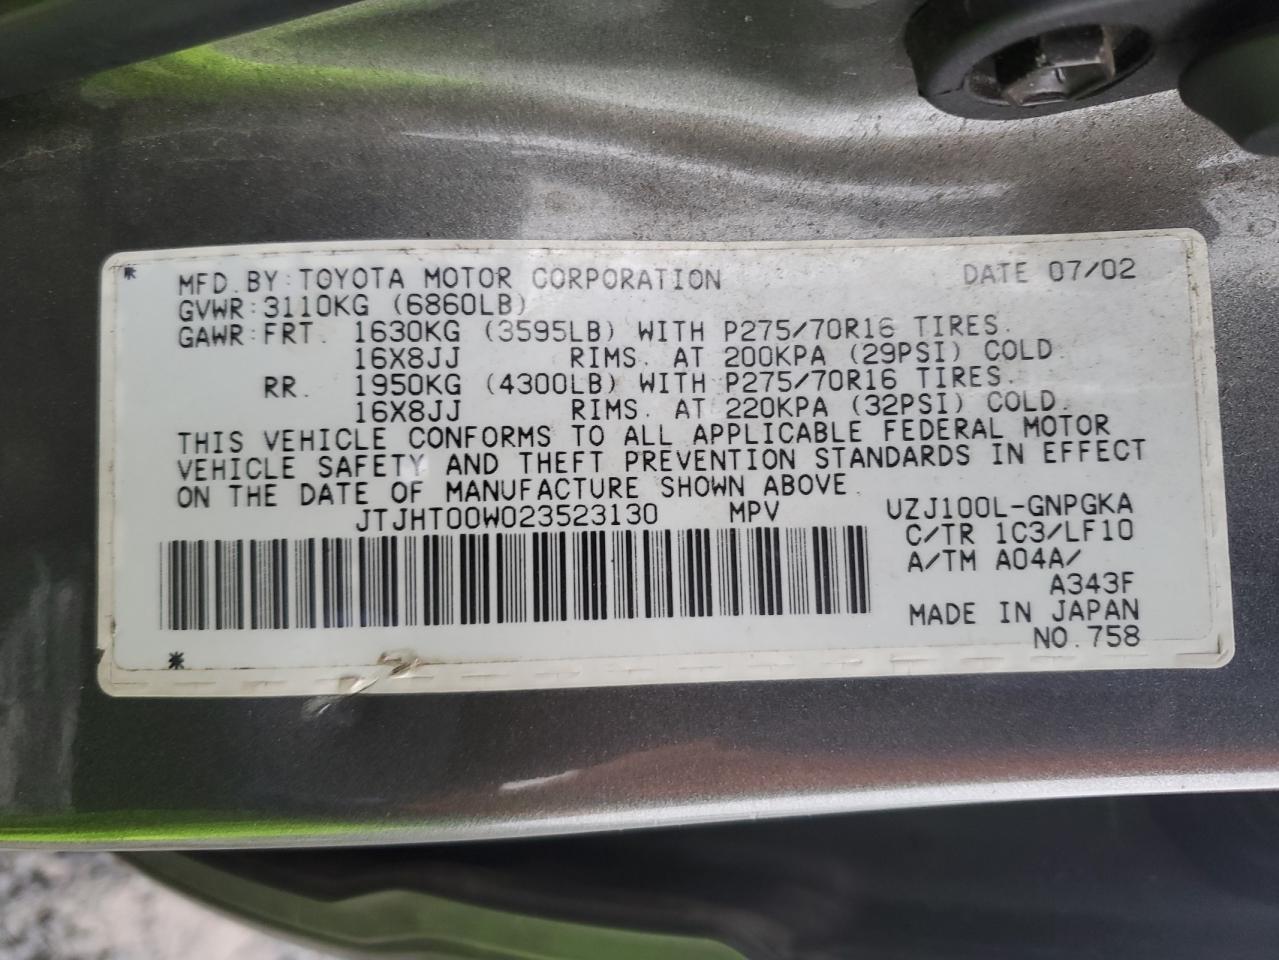 MFD. BY: TOYOTA MOTOR CORPORATION DATE 07/02
GVWR: 3110KG (6860LB)
GAWR: FRT. 1630KG (3595LB) WITH P275/70R16 TIRES.
16X8JJ RIMS. AT 200KPA (29PSI) COLD.
RR. 1950KG (4300LB) WITH P275/70R16 TIRES.
16X8JJ RIMS. AT 220KPA (32PSI) COLD.
THIS VEHICLE CONFORMS TO ALL APPLICABLE FEDERAL MOTOR
VEHICLE SAFETY AND THEFT PREVENTION STANDARDS IN EFFECT
ON THE DATE OF MANUFACTURE SHOWN ABOVE.
JTJHT00W023523130 MPV UZJ100L-GNPGKA
C/TR 1C3/LF10
A/TM A04A/
A343F
MADE IN JAPAN
NO.758